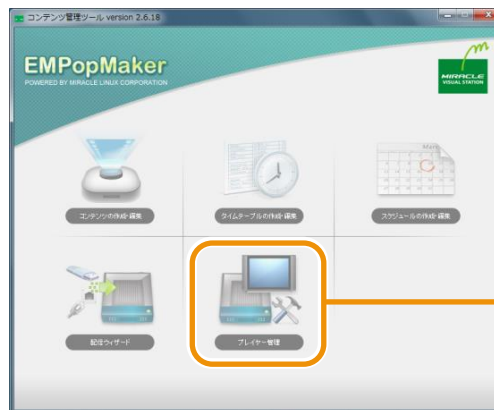 コンテンツ管理ツール version 2.6.18
EMPopMaker
POWERED BY MIRACLE LINUX CORPORATION
MIRACLE
VISUAL STATION
コンテンツの作成・編集
タイムテーブルの作成・編集
スケジュールの作成・編集
配信ウィザード
プレイヤー管理